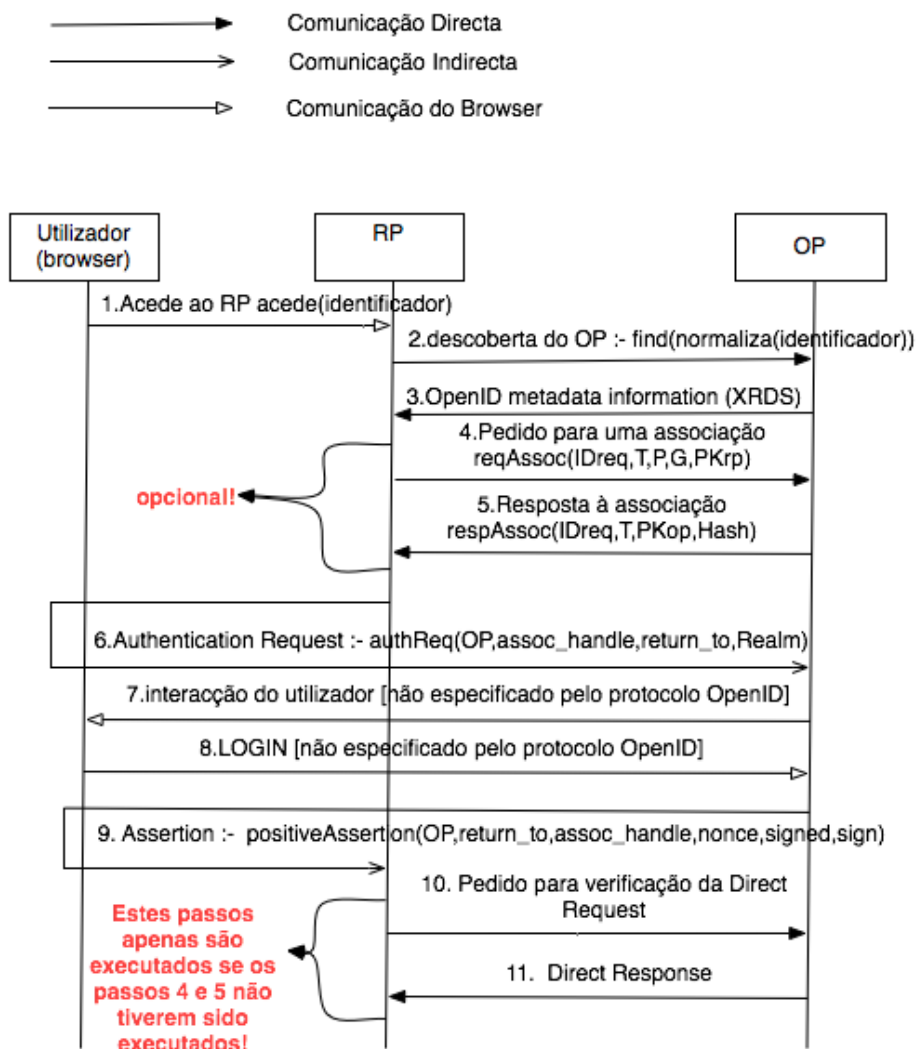 Comunicação Directa
Comunicação Indirecta
Comunicação do Browser
Utilizador
(browser)
RP
OP
1.Acede ao RP acede(identificador)
2.descoberta do OP :- find(normaliza(identificador))
3.OpenID metadata information (XRDS)
4.Pedido para uma associação
reqAssoc(IDreq,T,P,G,PKrp)
opcional!
5.Resposta à associação
respAssoc(IDreq,T,PKop,Hash)
6.Authentication Request :- authReq(OP,assoc_handle,return_to,Realm)
7.interacção do utilizador [não especificado pelo protocolo OpenID]
8.LOGIN [não especificado pelo protocolo OpenID]
9. Assertion :- positiveAssertion(OP,return_to,assoc_handle,nonce,signed,sign)
10. Pedido para verificação da Direct
Request
Estes passos
apenas são
executados se os
passos 4 e 5 não
tiverem sido
executados!
11. Direct Response